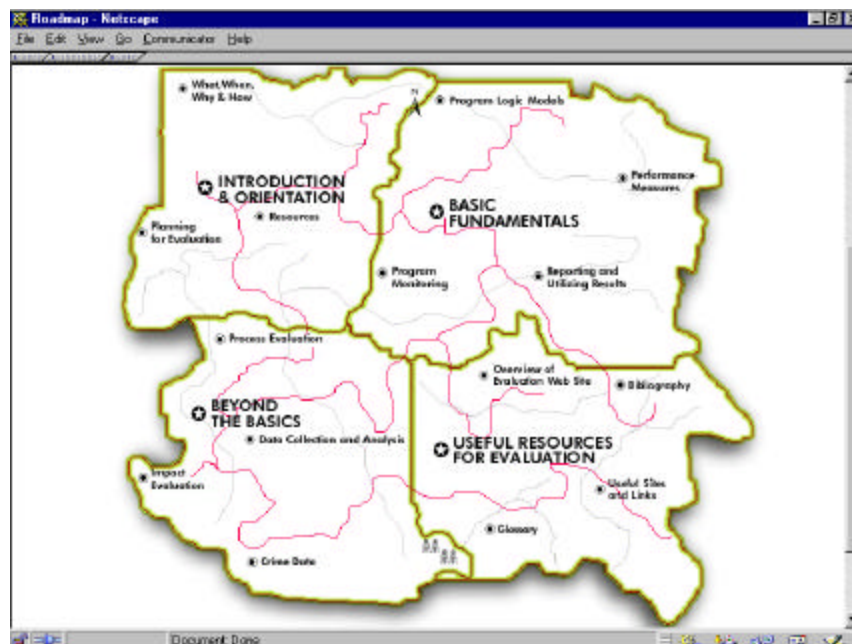 Roadmap - Netscape
File Edit View Go Communicator Help
What, When,
Why & How
N
Program Logic Models
INTRODUCTION
& ORIENTATION
Resources
Performance
Measures
BASIC
FUNDAMENTALS
Planning
for Evaluation
Program
Monitoring
Reporting and
Utilizing Results
Process Evaluation
Overview of
Evaluation Web Site
Bibliography
BEYOND
THE BASICS
Data Collection and Analysis
USEFUL RESOURCES
FOR EVALUATION
Impact
Evaluation
Useful Sites
and Links
Glossary
Crime Data
Document: Done